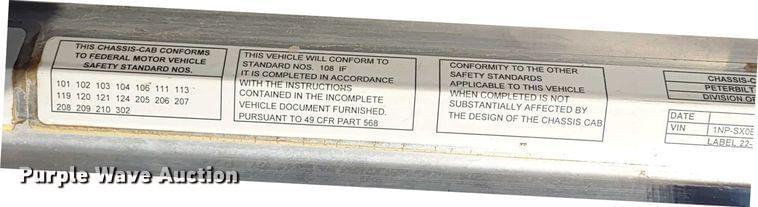 THIS CHASSIS-CAB CONFORMS
TO FEDERAL MOTOR VEHICLE
SAFETY STANDARD NOS.
101 102 103 104 106 111 113
119 120 121 124 205 206 207
208 209 210 302
THIS VEHICLE WILL CONFORM TO
STANDARD NOS. 108 IF
IT IS COMPLETED IN ACCORDANCE
WITH THE INSTRUCTIONS
CONTAINED IN THE INCOMPLETE
VEHICLE DOCUMENT FURNISHED.
PURSUANT TO 49 CFR PART 568
CONFORMITY TO THE OTHER
SAFETY STANDARDS
APPLICABLE TO THIS VEHICLE
WHEN COMPLETED IS NOT
SUBSTANTIALLY AFFECTED BY
THE DESIGN OF THE CHASSIS CAB
CHASSIS-C
PETERBILT
DIVISION OF
DATE
VIN 1NP-SX0E
LABEL 22-
Purple Wave Auction